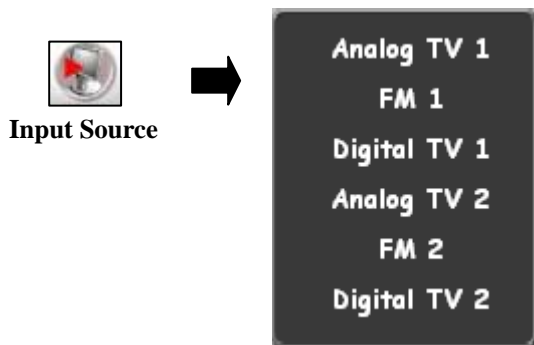 Input Source
Analog TV 1
FM 1
Digital TV 1
Analog TV 2
FM 2
Digital TV 2